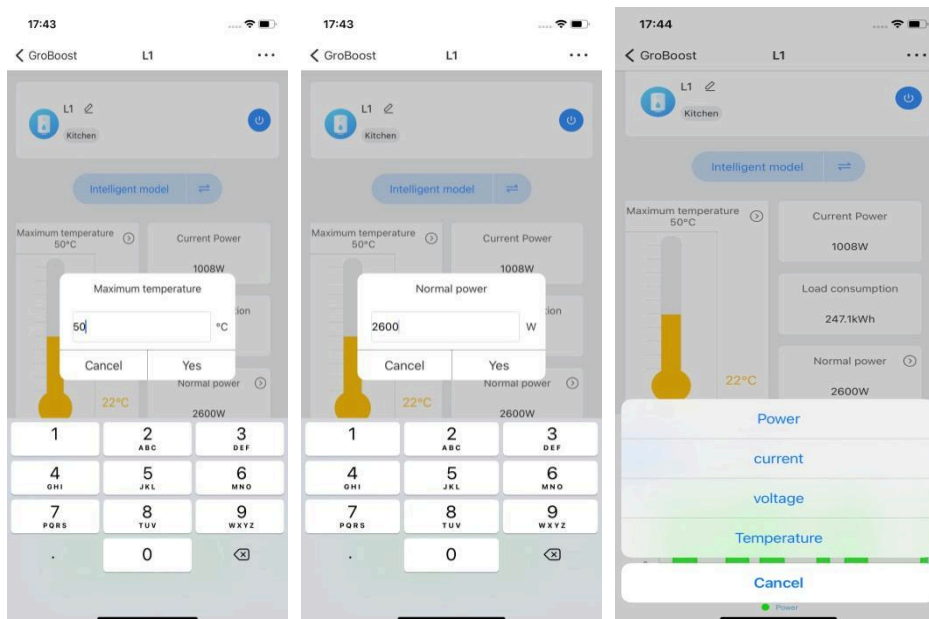 17:43
GroBoost
L1
L1
Kitchen
Intelligent model
Maximum temperature
50°C
Current Power
1008W
Maximum temperature
50
°C
ion
Cancel
Yes
Normal power
22°C
2600W
1
2
ABC
3
DEF
4
GHI
5
JKL
6
MNO
7
PQRS
8
TUV
9
WXYZ
.
0
17:43
GroBoost
L1
L1
Kitchen
Intelligent model
Maximum temperature
50°C
Current Power
1008W
Normal power
2600
W
ion
Cancel
Yes
Normal power
22°C
2600W
1
2
ABC
3
DEF
4
GHI
5
JKL
6
MNO
7
PQRS
8
TUV
9
WXYZ
.
0
17:44
GroBoost
L1
L1
Kitchen
Intelligent model
Maximum temperature
50°C
Current Power
1008W
Load consumption
247.1kWh
Normal power
22°C
2600W
Power
current
voltage
Temperature
Cancel
Power